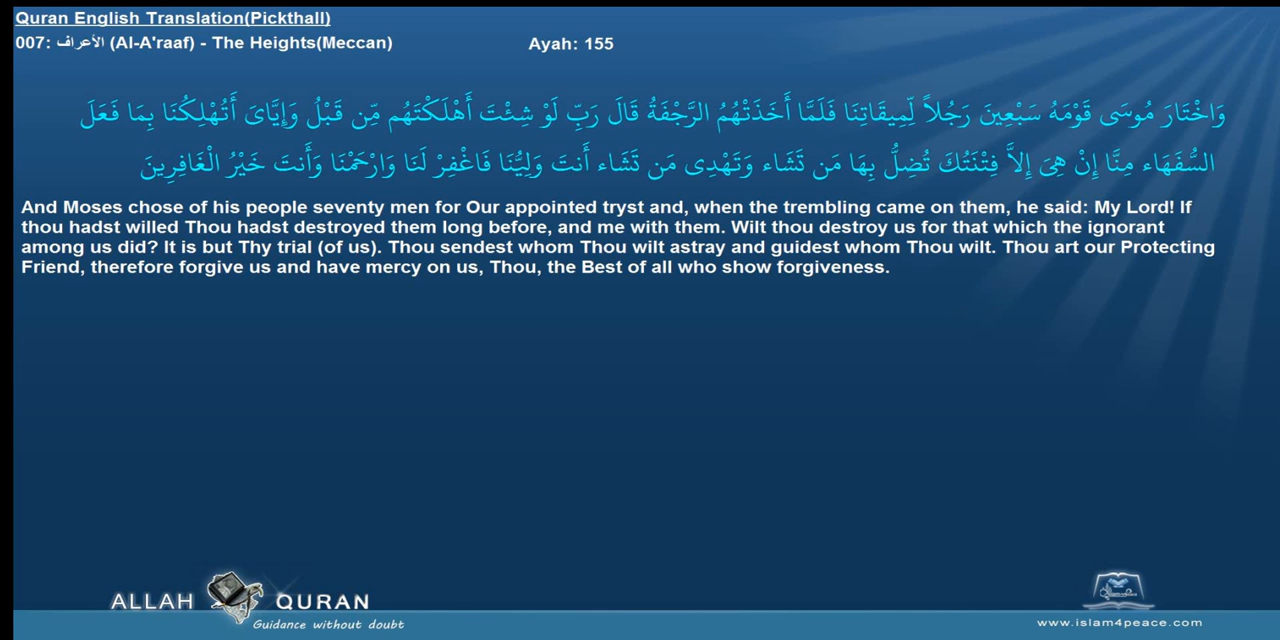 Quran English Translation(Pickthall)
007: الأعراف (Al-A'raaf) - The Heights(Meccan)
Ayah: 155
وَاخْتَارَ مُوسَى قَوْمَهُ سَبْعِينَ رَجُلاً لِّمِيقَاتِنَا فَلَمَّا أَخَذَتْهُمُ الرَّجْفَةُ قَالَ رَبِّ لَوْ شِئْتَ أَهْلَكْتَهُم مِّن قَبْلُ وَإِيَّاىَ أَتُهْلِكُنَا بِمَا فَعَلَ
السُّفَهَاء مِنَّا إِنْ هِىَ إِلاَّ فِتْنَتُكَ تُضِلُّ بِهَا مَن تَشَاء وَتَهْدِى مَن تَشَاء أَنتَ وَلِيُّنَا فَاغْفِرْ لَنَا وَارْحَمْنَا وَأَنتَ خَيْرُ الْغَافِرِينَ
And Moses chose of his people seventy men for Our appointed tryst and, when the trembling came on them, he said: My Lord! If
thou hadst willed Thou hadst destroyed them long before, and me with them. Wilt thou destroy us for that which the ignorant
among us did? It is but Thy trial (of us). Thou sendest whom Thou wilt astray and guidest whom Thou wilt. Thou art our Protecting
Friend, therefore forgive us and have mercy on us, Thou, the Best of all who show forgiveness.
ALLAH QURAN
Guidance without doubt
www.islam4peace.com